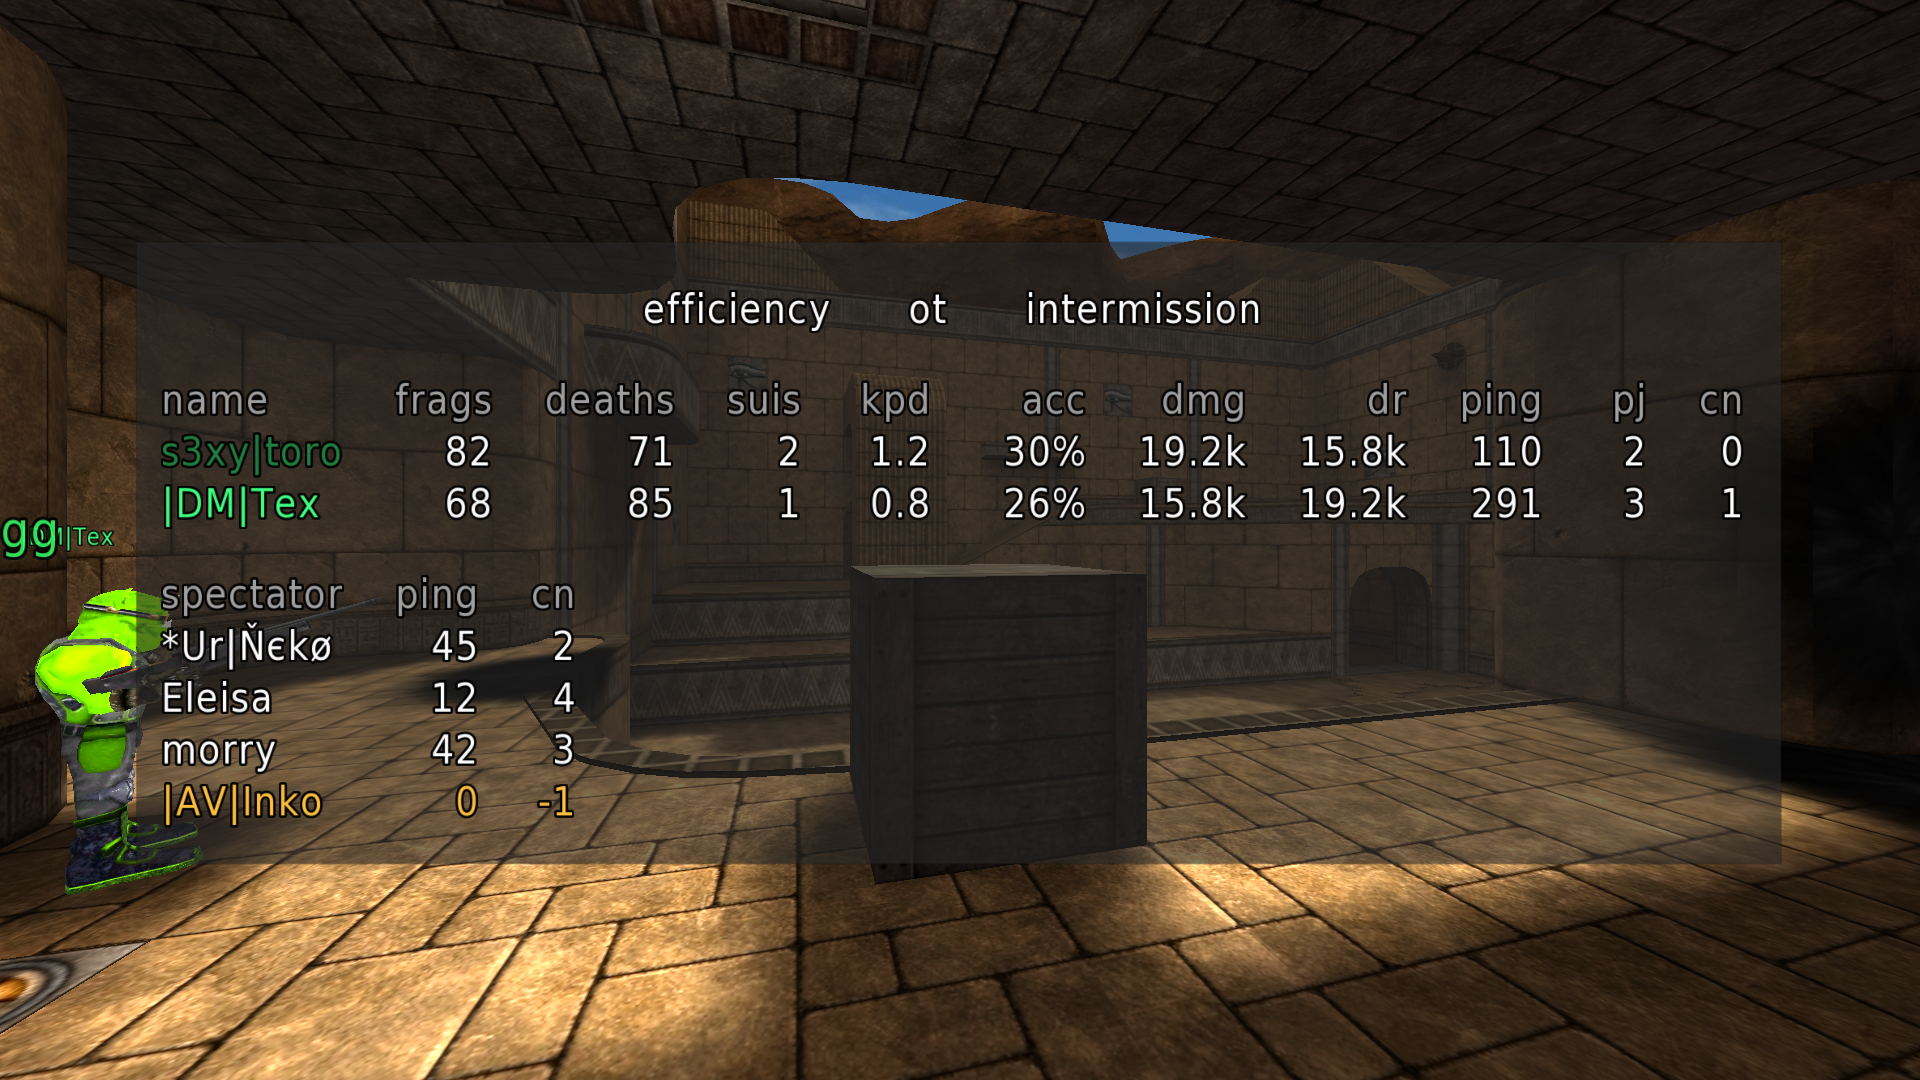 efficiency ot intermission
name frags deaths suis kpd acc dmg dr ping pj cn
s3xy|toro 82 71 2 1.2 30% 19.2k 15.8k 110 2 0
|DM|Tex 68 85 1 0.8 26% 15.8k 19.2k 291 3 1
gg
|Tex
spectator ping cn
*Ur|Ňєkø 45 2
Eleisa 12 4
morry 42 3
|AV|Inko 0 -1